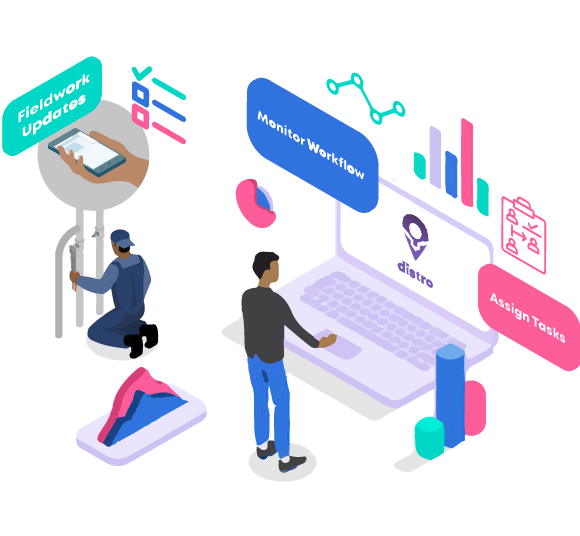 Fieldwork
Updates
Monitor Workflow
distro
Assign Tasks